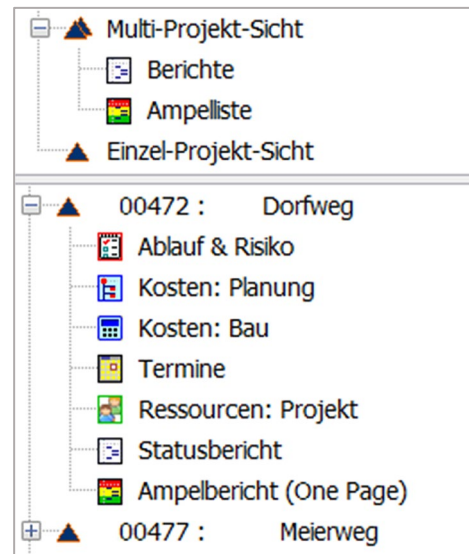 Multi-Projekt-Sicht
Berichte
Ampelliste
Einzel-Projekt-Sicht
00472 : Dorfweg
Ablauf & Risiko
Kosten: Planung
Kosten: Bau
Termine
Ressourcen: Projekt
Statusbericht
Ampelbericht (One Page)
00477 : Meierweg